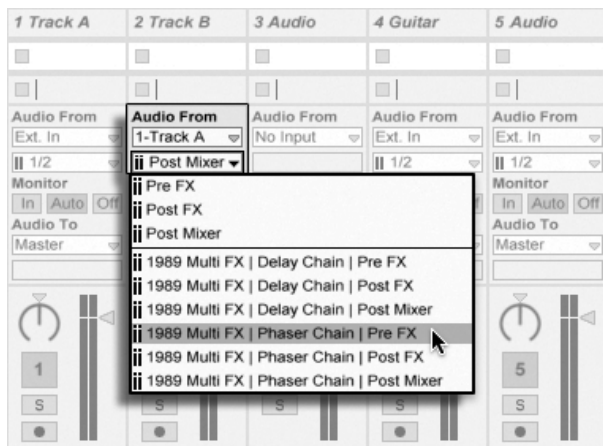 1 Track A 2 Track B 3 Audio 4 Guitar 5 Audio
Audio From Audio From Audio From Audio From Audio From
Ext. In 1-Track A No Input Ext. In Ext. In
1/2 Post Mixer 1/2 1/2
Monitor Pre FX Monitor
In Auto Off Post FX In Auto Off
Audio To Post Mixer Audio To
Master Master
1989 Multi FX | Delay Chain | Pre FX
1989 Multi FX | Delay Chain | Post FX
1989 Multi FX | Delay Chain | Post Mixer
1989 Multi FX | Phaser Chain | Pre FX
1 1989 Multi FX | Phaser Chain | Post FX 5
1989 Multi FX | Phaser Chain | Post Mixer
S S S S S